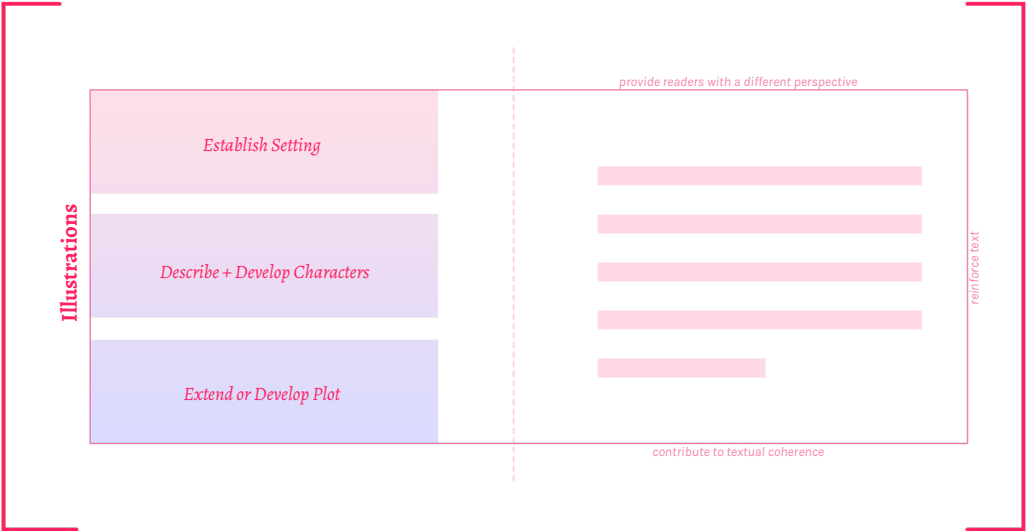 provide readers with a different perspective
Illustrations
Establish Setting
Describe + Develop Characters
Extend or Develop Plot
reinforce text
contribute to textual coherence